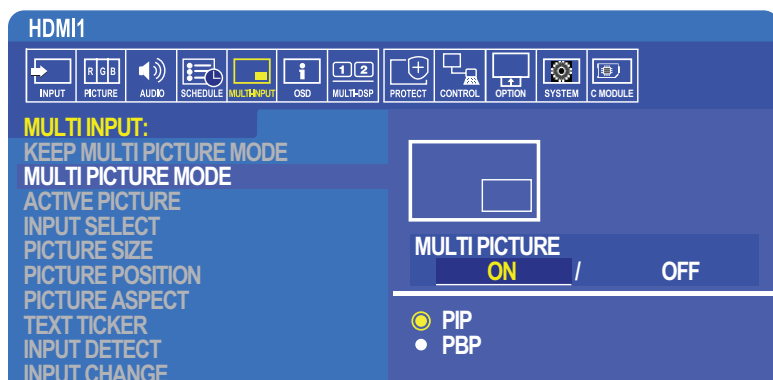 HDMI1
R G B 1 2
INPUT PICTURE AUDIO SCHEDULE MULTI-INPUT OSD MULTI-DSP PROTECT CONTROL OPTION SYSTEM C MODULE
MULTI INPUT:
KEEP MULTI PICTURE MODE
MULTI PICTURE MODE
ACTIVE PICTURE
INPUT SELECT
PICTURE SIZE
PICTURE POSITION
PICTURE ASPECT
TEXT TICKER
INPUT DETECT
INPUT CHANGE
MULTI PICTURE
ON / OFF
PIP
PBP